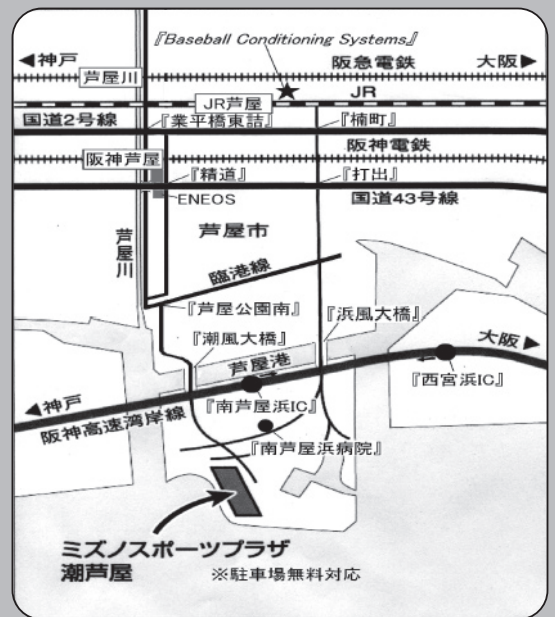 『Baseball Conditioning Systems』
◀神戸
阪急電鉄
大阪▶
芦屋川
JR
JR芦屋
国道2号線
『業平橋東詰』
『楠町』
阪神電鉄
阪神芦屋
『精道』
『打出』
ENEOS
国道43号線
芦屋市
芦屋川
臨港線
『芦屋公園南』
『潮風大橋』
『浜風大橋』
芦屋港
大阪▶
『西宮浜IC』
◀神戸
『南芦屋浜IC』
阪神高速湾岸線
『南芦屋浜病院』
ミズノスポーツプラザ
潮芦屋
※駐車場無料対応